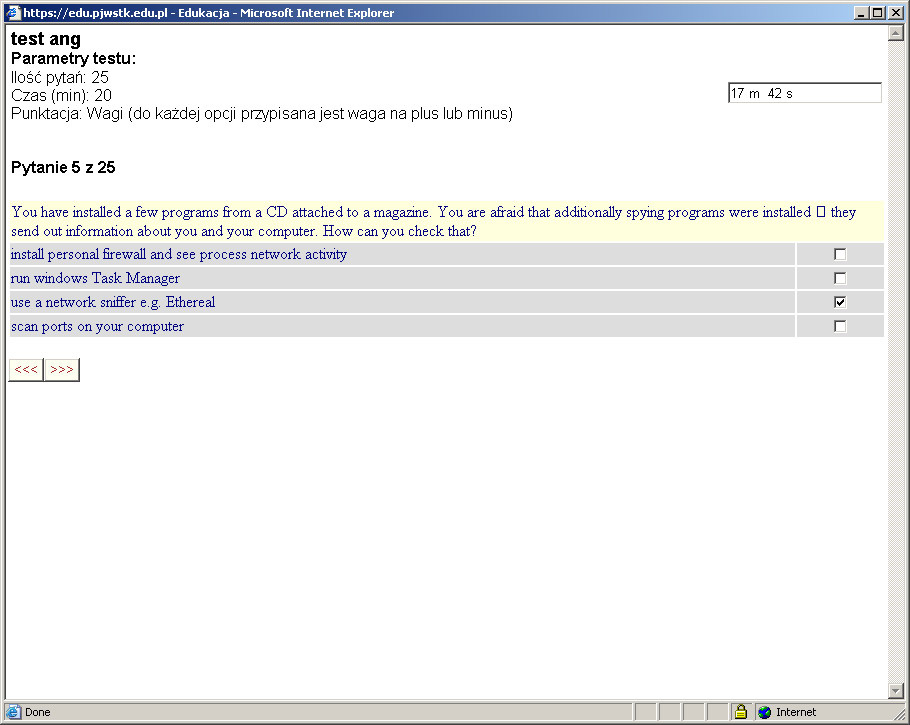 https://edu.pjwstk.edu.pl - Edukacja - Microsoft Internet Explorer
test ang
Parametry testu:
Ilość pytań: 25
Czas (min): 20
17 m 42 s
Punktacja: Wagi (do każdej opcji przypisana jest waga na plus lub minus)
Pytanie 5 z 25
You have installed a few programs from a CD attached to a magazine. You are afraid that additionally spying programs were installed □ they
send out information about you and your computer. How can you check that?
install personal firewall and see process network activity
run windows Task Manager
use a network sniffer e.g. Ethereal
scan ports on your computer
<<< >>>
Done Internet